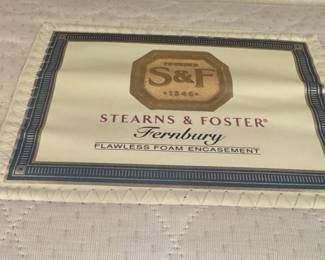 S&F
• 1846 •
STEARNS & FOSTER®
Fernbury
FLAWLESS FOAM ENCASEMENT